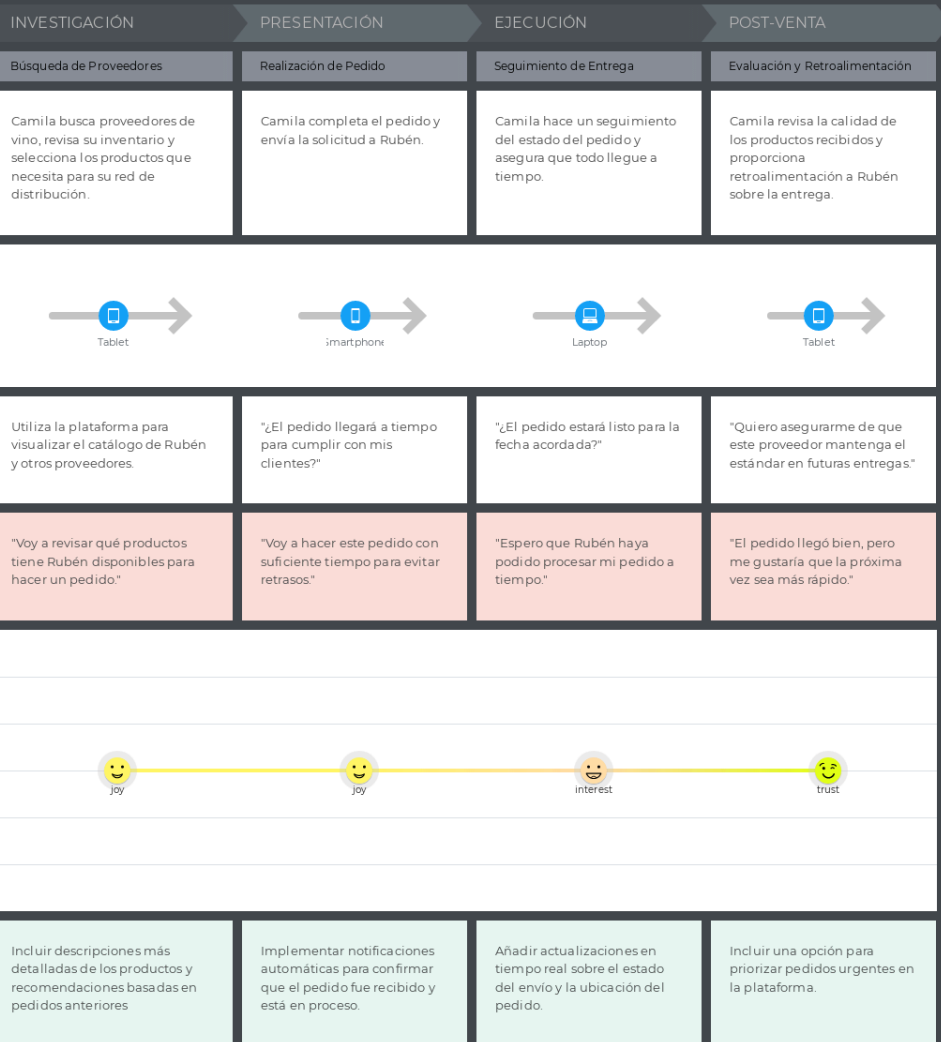 INVESTIGACIÓN
PRESENTACIÓN
EJECUCIÓN
POST-VENTA
Búsqueda de Proveedores
Realización de Pedido
Seguimiento de Entrega
Evaluación y Retroalimentación
Camila busca proveedores de
vino, revisa su inventario y
selecciona los productos que
necesita para su red de
distribución.
Camila completa el pedido y
envía la solicitud a Rubén.
Camila hace un seguimiento
del estado del pedido y
asegura que todo llegue a
tiempo.
Camila revisa la calidad de
los productos recibidos y
proporciona
retroalimentación a Rubén
sobre la entrega.
Tablet
Smartphone
Laptop
Tablet
Utiliza la plataforma para
visualizar el catálogo de Rubén
y otros proveedores.
"¿El pedido llegará a tiempo
para cumplir con mis
clientes?"
"¿El pedido estará listo para la
fecha acordada?"
"Quiero asegurarme de que
este proveedor mantenga el
estándar en futuras entregas."
"Voy a revisar qué productos
tiene Rubén disponibles para
hacer un pedido."
"Voy a hacer este pedido con
suficiente tiempo para evitar
retrasos."
"Espero que Rubén haya
podido procesar mi pedido a
tiempo."
"El pedido llegó bien, pero
me gustaría que la próxima
vez sea más rápido."
joy
joy
interest
trust
Incluir descripciones más
detalladas de los productos y
recomendaciones basadas en
pedidos anteriores
Implementar notificaciones
automáticas para confirmar
que el pedido fue recibido y
está en proceso.
Añadir actualizaciones en
tiempo real sobre el estado
del envío y la ubicación del
pedido.
Incluir una opción para
priorizar pedidos urgentes en
la plataforma.